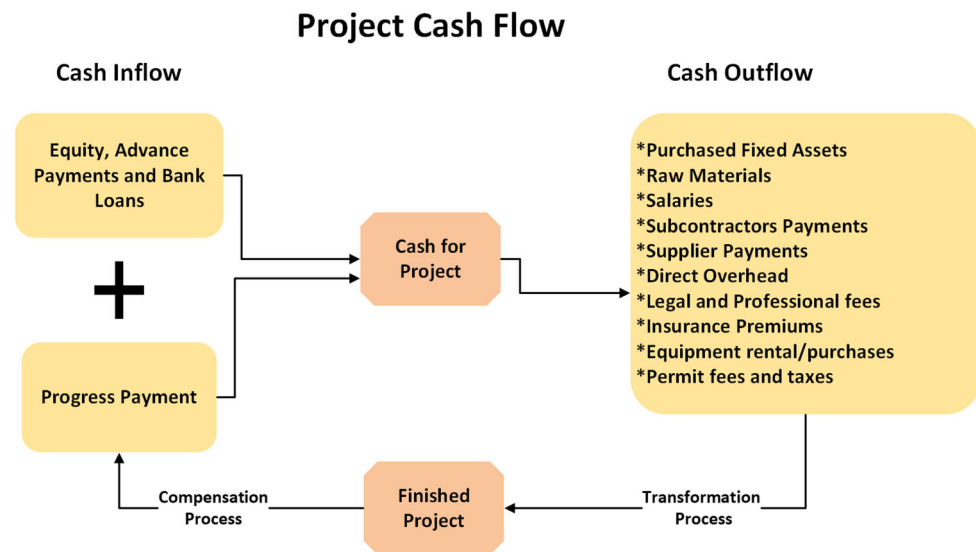 Project Cash Flow
Cash Inflow
Cash Outflow
Equity, Advance
Payments and Bank
Loans
Cash for
Project
*Purchased Fixed Assets
*Raw Materials
*Salaries
*Subcontractors Payments
*Supplier Payments
*Direct Overhead
*Legal and Professional fees
*Insurance Premiums
*Equipment rental/purchases
*Permit fees and taxes
+
Progress Payment
Compensation
Process
Finished
Project
Transformation
Process